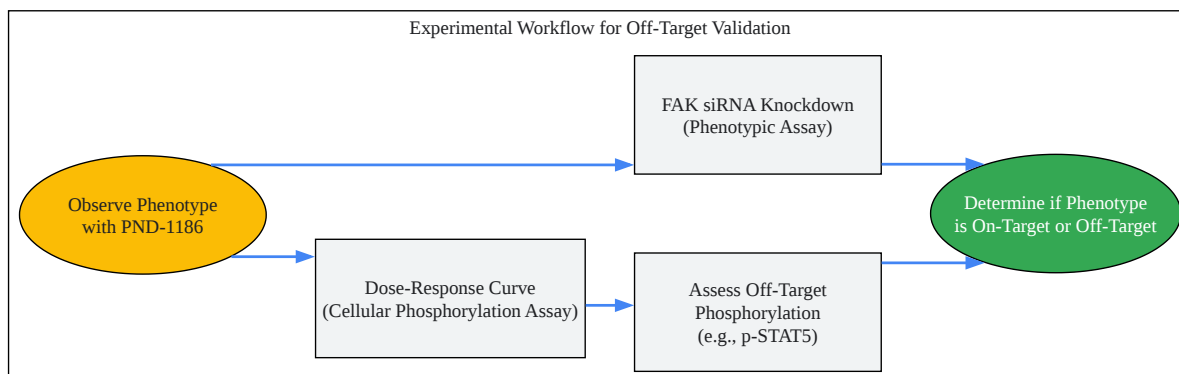 Experimental Workflow for Off-Target Validation
FAK siRNA Knockdown
(Phenotypic Assay)
Observe Phenotype
with PND-1186
Determine if Phenotype
is On-Target or Off-Target
Dose-Response Curve
(Cellular Phosphorylation Assay)
Assess Off-Target
Phosphorylation
(e.g., p-STAT5)